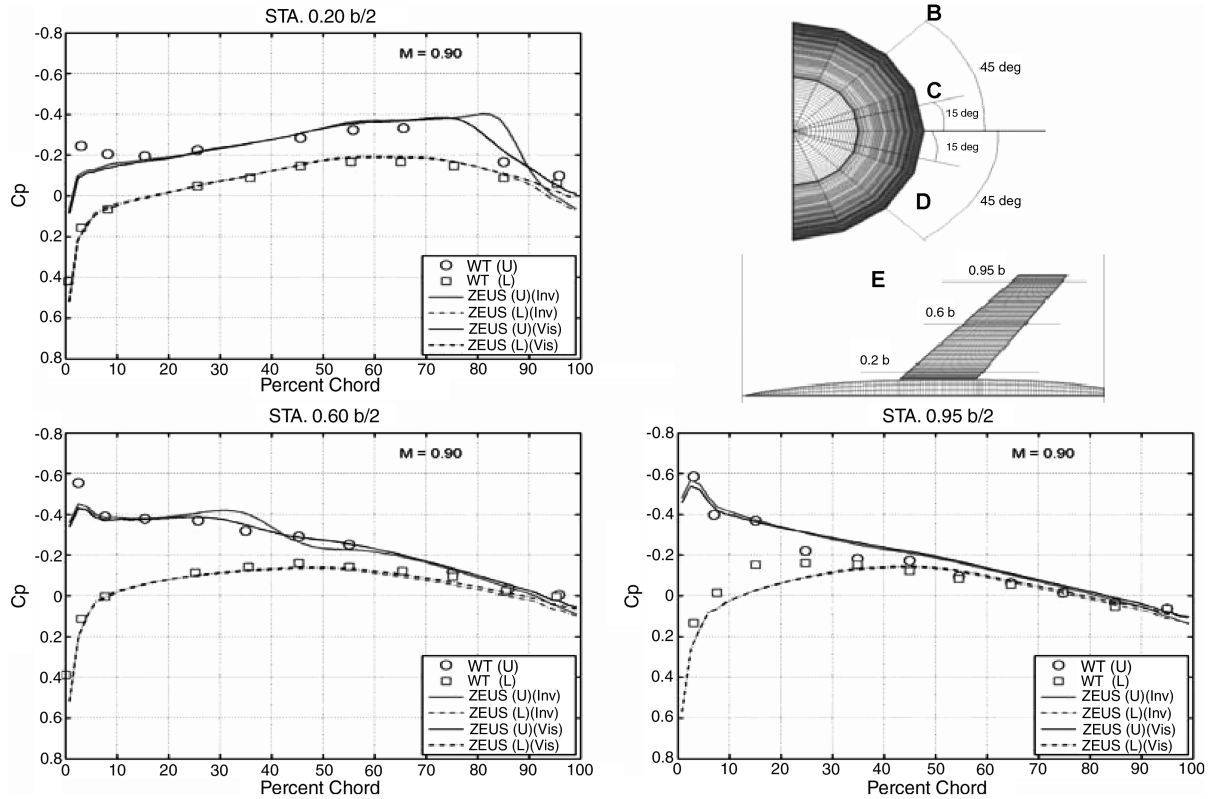 STA. 0.20 b/2
M = 0.90
-0.8
-0.6
-0.4
-0.2
0
0.2
0.4
0.6
0.8
Cp
WT (U)
WT (L)
ZEUS (U)(Inv)
ZEUS (L)(Inv)
ZEUS (U)(Vis)
ZEUS (L)(Vis)
0 10 20 30 40 50 60 70 80 90 100
Percent Chord
B
45 deg
C
15 deg
15 deg
D
45 deg
E
0.95 b
0.6 b
0.2 b
STA. 0.60 b/2
M = 0.90
-0.8
-0.6
-0.4
-0.2
0
0.2
0.4
0.6
0.8
Cp
WT (U)
WT (L)
ZEUS (U)(Inv)
ZEUS (L)(Inv)
ZEUS (U)(Vis)
ZEUS (L)(Vis)
0 10 20 30 40 50 60 70 80 90 100
Percent Chord
STA. 0.95 b/2
M = 0.90
-0.8
-0.6
-0.4
-0.2
0
0.2
0.4
0.6
0.8
Cp
WT (U)
WT (L)
ZEUS (U)(Inv)
ZEUS (L)(Inv)
ZEUS (U)(Vis)
ZEUS (L)(Vis)
0 10 20 30 40 50 60 70 80 90 100
Percent Chord